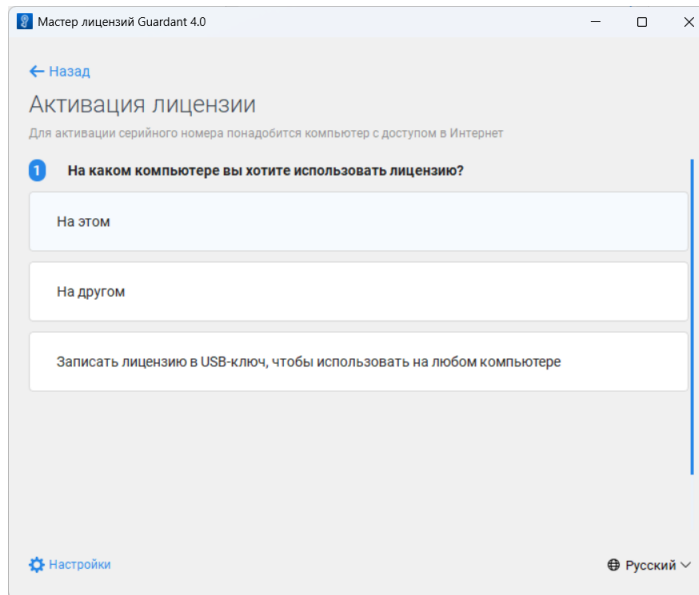 Мастер лицензий Guardant 4.0
Назад
Активация лицензии
Для активации серийного номера понадобится компьютер с доступом в Интернет
1 На каком компьютере вы хотите использовать лицензию?
На этом
На другом
Записать лицензию в USB-ключ, чтобы использовать на любом компьютере
Настройки
Русский